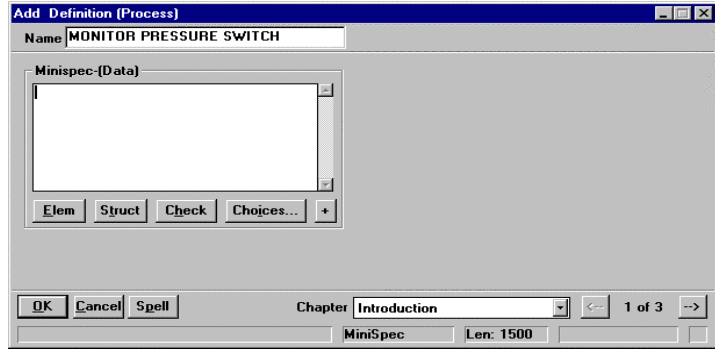 Add Definition (Process)
Name MONITOR PRESSURE SWITCH
Minispec-(Data)
Elem Struct Check Choices... +
OK Cancel Spell Chapter Introduction <-- 1 of 3 -->
MiniSpec Len: 1500